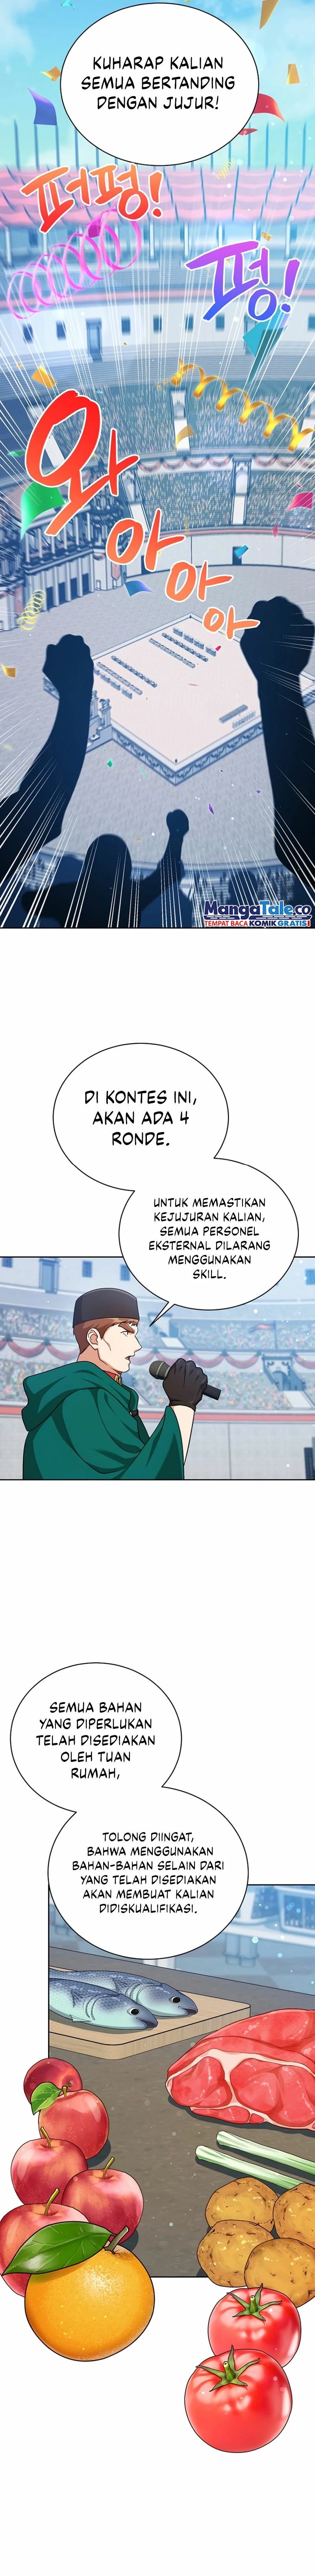 KUHARAP KALIAN
SEMUA BERTANDING
DENGAN JUJUR!
퍼펑!
펑!
와
아
아
아
MangaTale.co
TEMPAT BACA KOMIK GRATIS!
DI KONTES INI,
AKAN ADA 4
RONDE.
UNTUK MEMASTIKAN
KEJUJURAN KALIAN,
SEMUA PERSONEL
EKSTERNAL DILARANG
MENGGUNAKAN
SKILL.
SEMUA BAHAN
YANG DIPERLUKAN
TELAH DISEDIAKAN
OLEH TUAN
RUMAH,
TOLONG DIINGAT,
BAHWA MENGGUNAKAN
BAHAN-BAHAN SELAIN DARI
YANG TELAH DISEDIAKAN
AKAN MEMBUAT KALIAN
DIDISKUALIFIKASI.